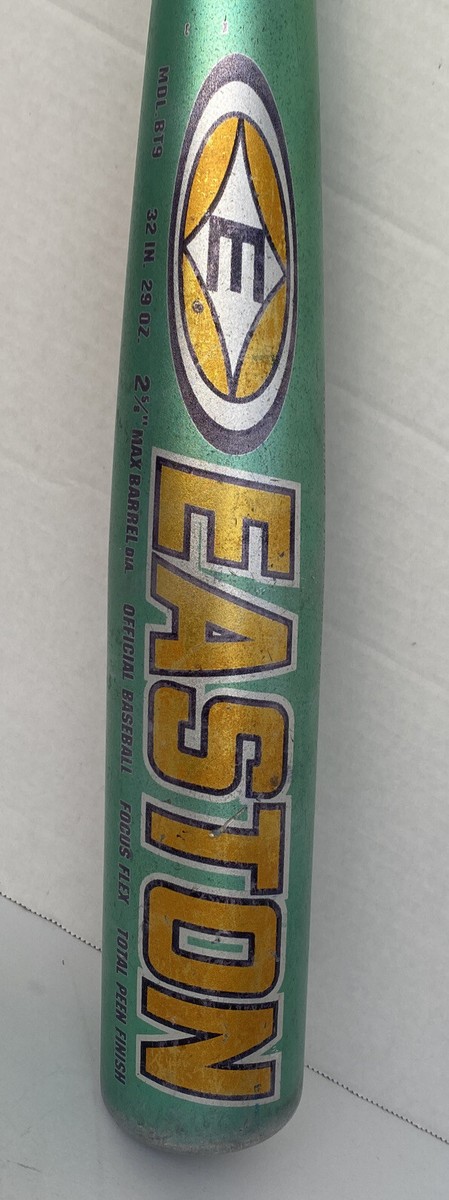 E
EASTON
MDL BT9 32 IN. 29 OZ. 2 5/8" MAX BARREL DIA OFFICIAL BASEBALL FOCUS FLEX TOTAL PEEN FINISH